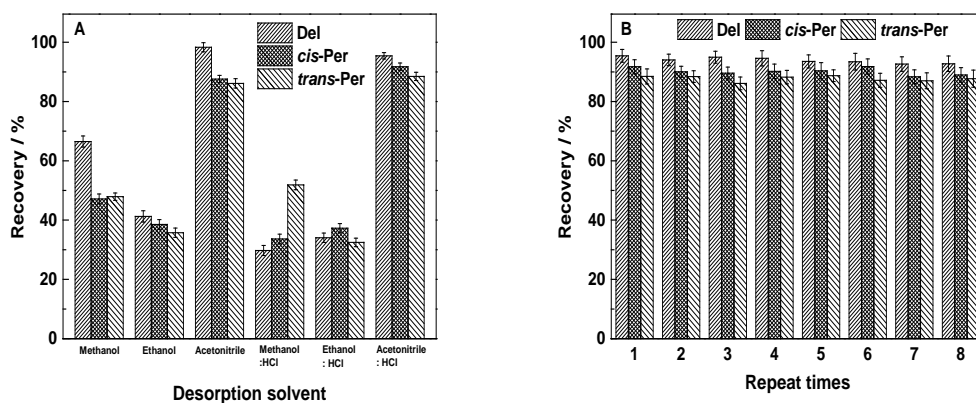 A
Del
cis-Per
trans-Per
100
80
60
40
20
0
Recovery / %
Methanol
Ethanol
Acetonitrile
Methanol
:HCl
Ethanol
: HCl
Acetonitrile
: HCl
Desorption solvent
B
Del
cis-Per
trans-Per
100
80
60
40
20
0
Recovery / %
1 2 3 4 5 6 7 8
Repeat times